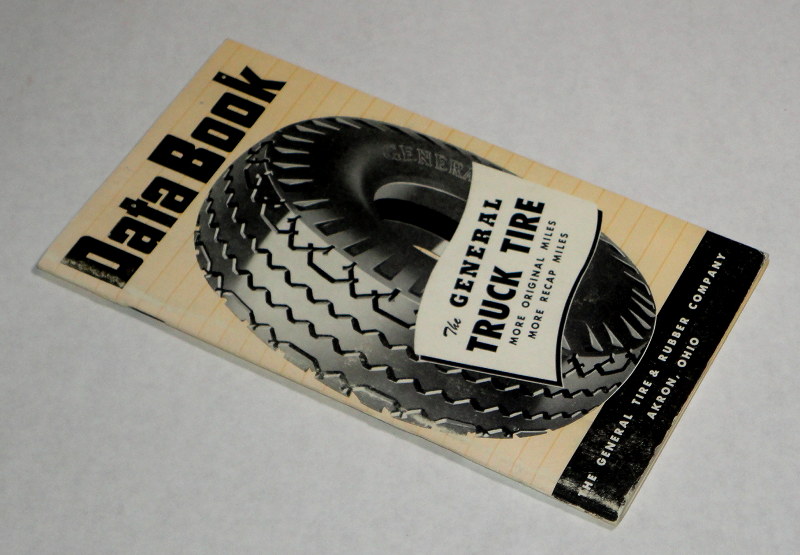 Data Book
GENERAL
The GENERAL
TRUCK TIRE
MORE ORIGINAL MILES
MORE RECAP MILES
THE GENERAL TIRE & RUBBER COMPANY
AKRON, OHIO